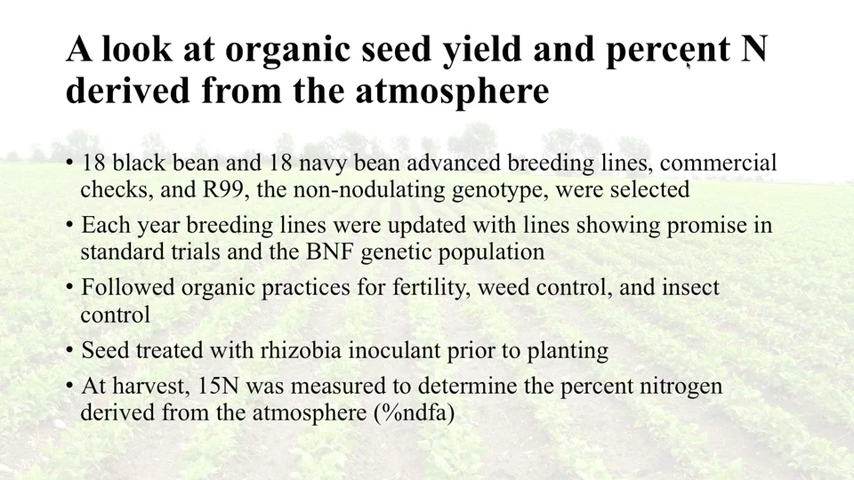 A look at organic seed yield and percent N
derived from the atmosphere
• 18 black bean and 18 navy bean advanced breeding lines, commercial
checks, and R99, the non-nodulating genotype, were selected
• Each year breeding lines were updated with lines showing promise in
standard trials and the BNF genetic population
• Followed organic practices for fertility, weed control, and insect
control
• Seed treated with rhizobia inoculant prior to planting
• At harvest, 15N was measured to determine the percent nitrogen
derived from the atmosphere (%ndfa)